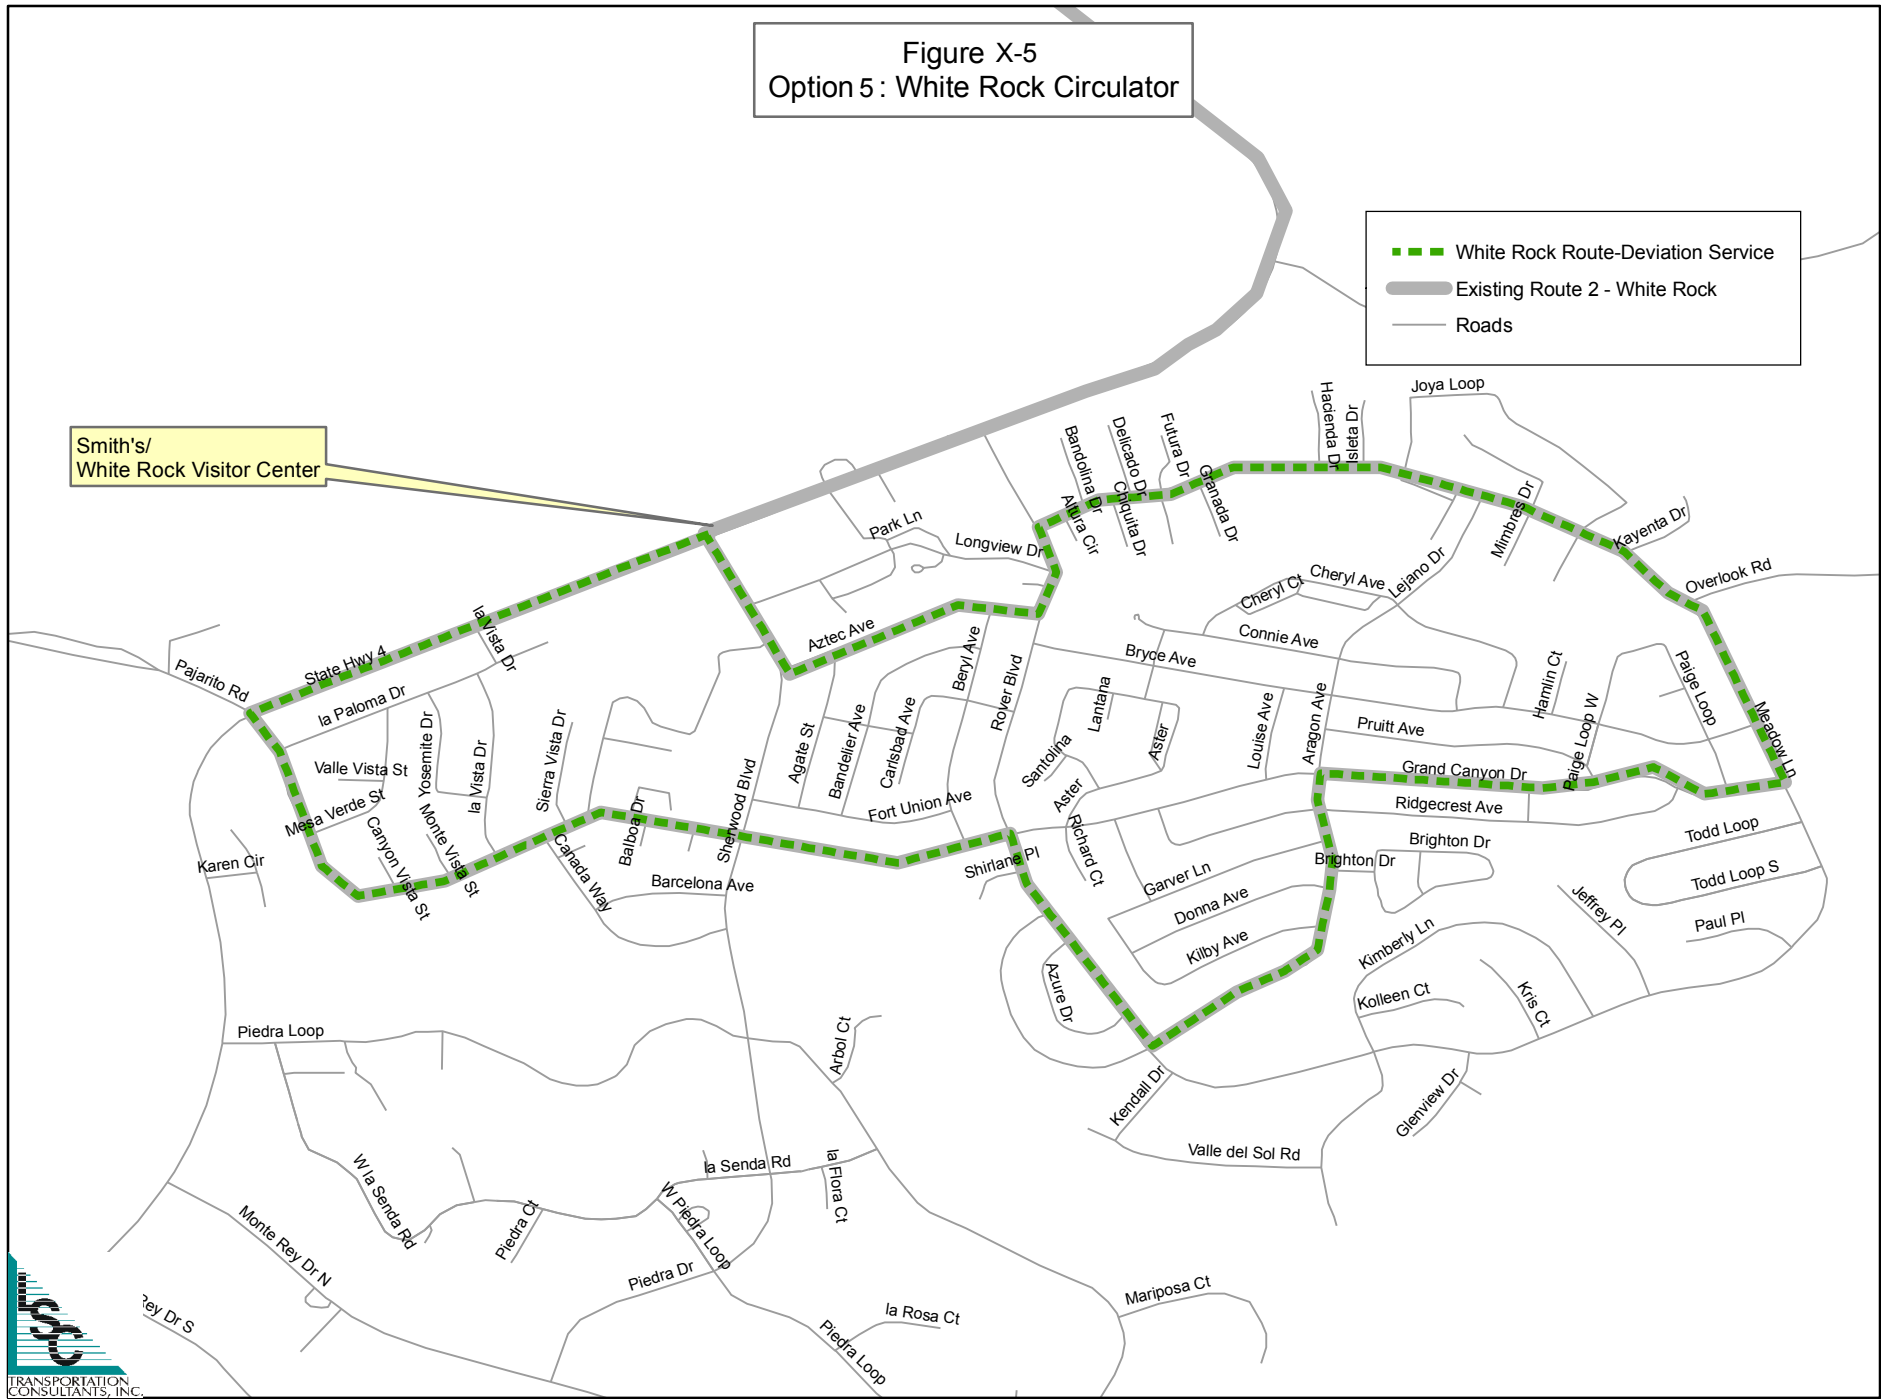 Figure X-5
Option 5 : White Rock Circulator
White Rock Route-Deviation Service
Existing Route 2 - White Rock
Roads
Smith's/
White Rock Visitor Center
Joya Loop
Hacienda Dr
Isleta Dr
Futura Dr
Delicado Dr
Bandolina Dr
Granada Dr
Chiquita Dr
Altura Cir
Mimbres Dr
Kayenta Dr
Overlook Rd
Park Ln
Longview Dr
Lejano Dr
Cheryl Ave
Cheryl Ct
Connie Ave
Aztec Ave
Beryl Ave
Rover Blvd
Bryce Ave
la Vista Dr
State Hwy 4
Pajarito Rd
la Paloma Dr
Hamlin Ct
Paige Loop W
Paige Loop
Meadow Ln
Lantana
Aster
Louise Ave
Aragon Ave
Pruitt Ave
Grand Canyon Dr
Ridgecrest Ave
Santolina
Aster
Carlsbad Ave
Bandelier Ave
Agate St
Sherwood Blvd
Fort Union Ave
Yosemite Dr
la Vista Dr
Sierra Vista Dr
Valle Vista St
Mesa Verde St
Canyon Vista St
Monte Vista St
Canada Way
Balboa Dr
Barcelona Ave
Karen Cir
Shirlane Pl
Richard Ct
Garver Ln
Donna Ave
Kilby Ave
Brighton Dr
Brighton Dr
Todd Loop
Todd Loop S
Paul Pl
Jeffrey Pl
Kimberly Ln
Kolleen Ct
Kris Ct
Azure Dr
Piedra Loop
Arbol Ct
Kendall Dr
Glenview Dr
Valle del Sol Rd
la Senda Rd
la Flora Ct
W la Senda Rd
Piedra Ct
W Piedra Loop
Monte Rey Dr N
Piedra Dr
Rey Dr S
la Rosa Ct
Piedra Loop
Mariposa Ct
LSC
TRANSPORTATION
CONSULTANTS, INC.